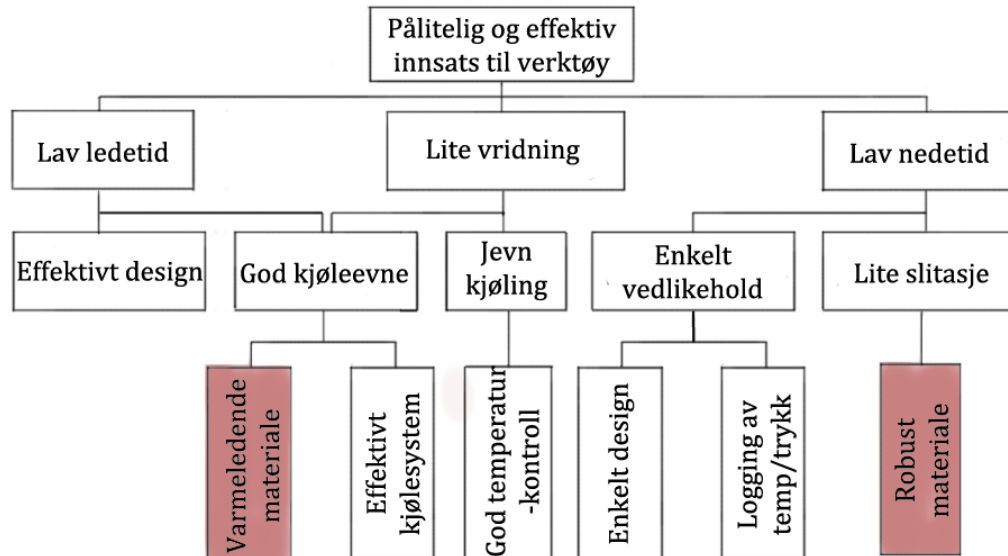 Pålitelig og effektiv
innsats til verktøy
Lav ledetid
Lite vridning
Lav nedetid
Effektivt design
God kjøleevne
Jevn
kjøling
Enkelt
vedlikehold
Lite slitasje
Varmeledende
materiale
Effektivt
kjølesystem
God temperatur
-kontroll
Enkelt design
Logging av
temp/trykk
Robust
materiale